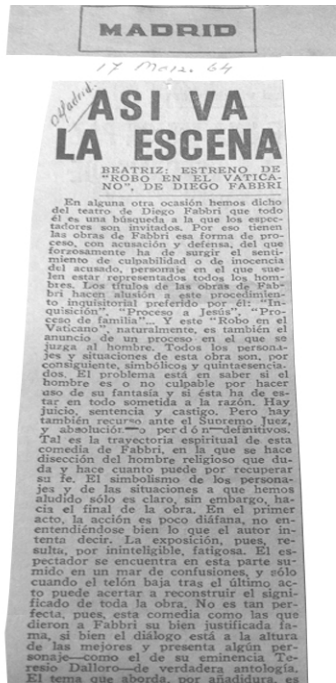 MADRID
17 Marz. 64
Madrid.
ASI VA
LA ESCENA
BEATRIZ: ESTRENO DE
"ROBO EN EL VATICA-
NO", DE DIEGO FABBRI
En alguna otra ocasión hemos dicho
del teatro de Diego Fabbri que todo
él es una búsqueda a la que los espec-
tadores son invitados. Por eso tienen
las obras de Fabbri esa forma de pro-
ceso, con acusación y defensa, del que
forzosamente ha de surgir el senti-
miento de culpabilidad o de inocencia
del acusado, personaje en el que sue-
len estar representados todos los hom-
bres. Los títulos de las obras de Fab-
bri hacen alusión a este procedimien-
to inquisitorial preferido por él: "In-
quisición", "Proceso a Jesús", "Pro-
ceso de familia"... Y este "Robo en el
Vaticano", naturalmente, es también el
anuncio de un proceso en el que se
juzga al hombre. Todos los persona-
jes y situaciones de esta obra son, por
consiguiente, simbólicos y quintaesencia-
dos. El problema está en saber si el
hombre es o no culpable por hacer
uso de su fantasía y si ésta ha de es-
tar en todo sometida a la razón. Hay
juicio, sentencia y castigo. Pero hay
también recurso ante el Supremo Juez,
y absolución—o perdón—definitivos.
Tal es la trayectoria espiritual de esta
comedia de Fabbri, en la que se hace
disección del hombre religioso que du-
da y hace cuanto puede por recuperar
su fe. El simbolismo de los persona-
jes y de las situaciones a que hemos
aludido sólo es claro, sin embargo, ha-
cia el final de la obra. En el primer
acto, la acción es poco diáfana, no en-
entendiéndose bien lo que el autor in-
tenta decir. La exposición, pues, re-
sulta, por ininteligible, fatigosa. El es-
pectador se encuentra en esta parte su-
mido en un mar de confusiones, y sólo
cuando el telón baja tras el último ac-
to puede acertar a reconstruir el signi-
ficado de toda la obra. No es tan per-
fecta, pues, esta comedia como las que
dieron a Fabbri su bien justificada fa-
ma, si bien el diálogo está a la altura
de las mejores y presenta algún per-
sonaje—como el de su eminencia Te-
resio Dalloro—de verdadera antología.
El tema que aborda, por añadidura, es